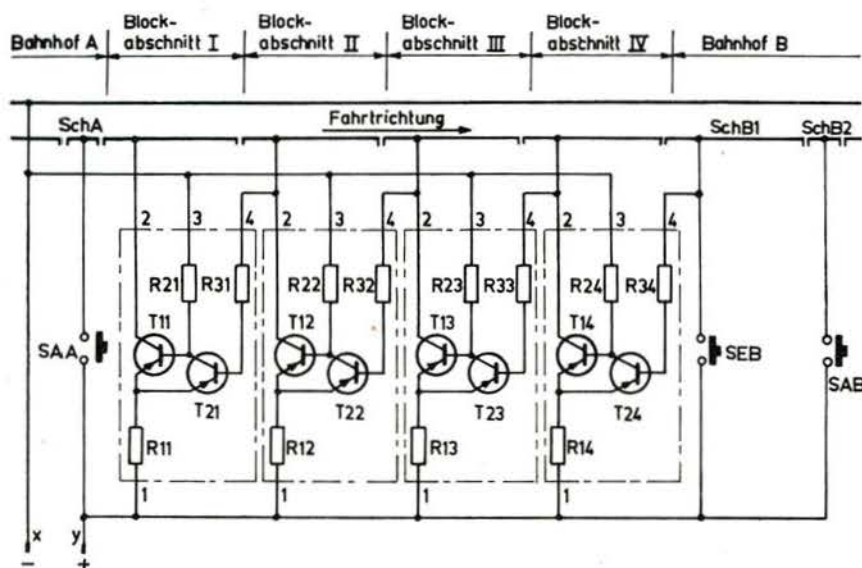 Bahnhof A
Block-
abschnitt I
Block-
abschnitt II
Block-
abschnitt III
Block-
abschnitt IV
Bahnhof B
SchA
Fahrtrichtung
SchB1
SchB2
2 3 4 2 3 4 2 3 4 2 3 4
R21 R31 R22 R32 R23 R33 R24 R34
T11 T12 T13 T14
SAA
SEB
SAB
T21 T22 T23 T24
R11 R12 R13 R14
1 1 1 1
x y
− +